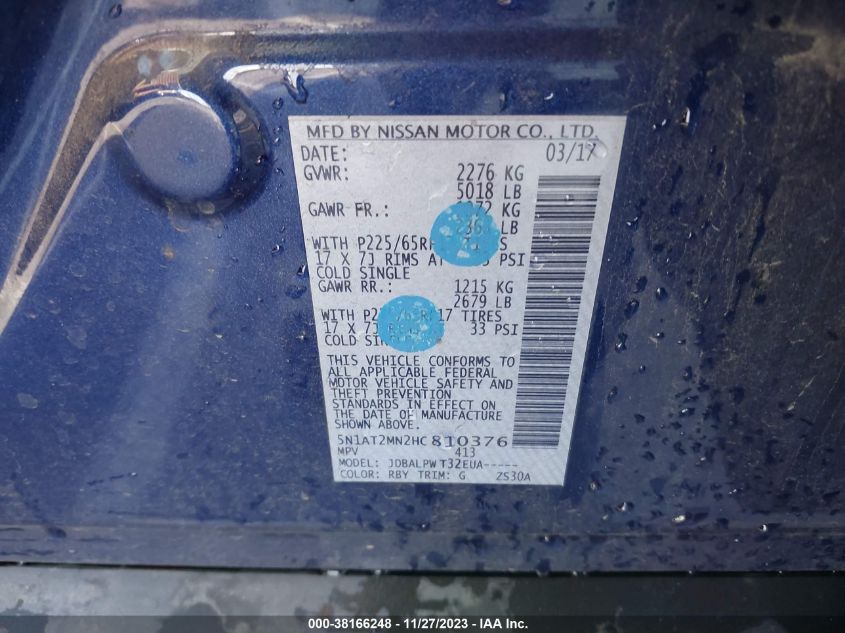 MFD BY NISSAN MOTOR CO., LTD.
DATE: 03/17
GVWR: 2276 KG
5018 LB
GAWR FR.: KG
LB
WITH
17 X 7J RIMS AT PSI
COLD SINGLE
GAWR RR.: 1215 KG
2679 LB
WITH TIRES
17 X 7J 33 PSI
COLD
THIS VEHICLE CONFORMS TO
ALL APPLICABLE FEDERAL
MOTOR VEHICLE SAFETY AND
THEFT PREVENTION
STANDARDS IN EFFECT ON
THE DATE OF MANUFACTURE
SHOWN ABOVE.
5N1AT2MN2HC810376
MPV 413
MODEL: JDBALPW T32EUA-----
COLOR: RBY TRIM: G ZS30A
000-38166248 - 11/27/2023 - IAA Inc.